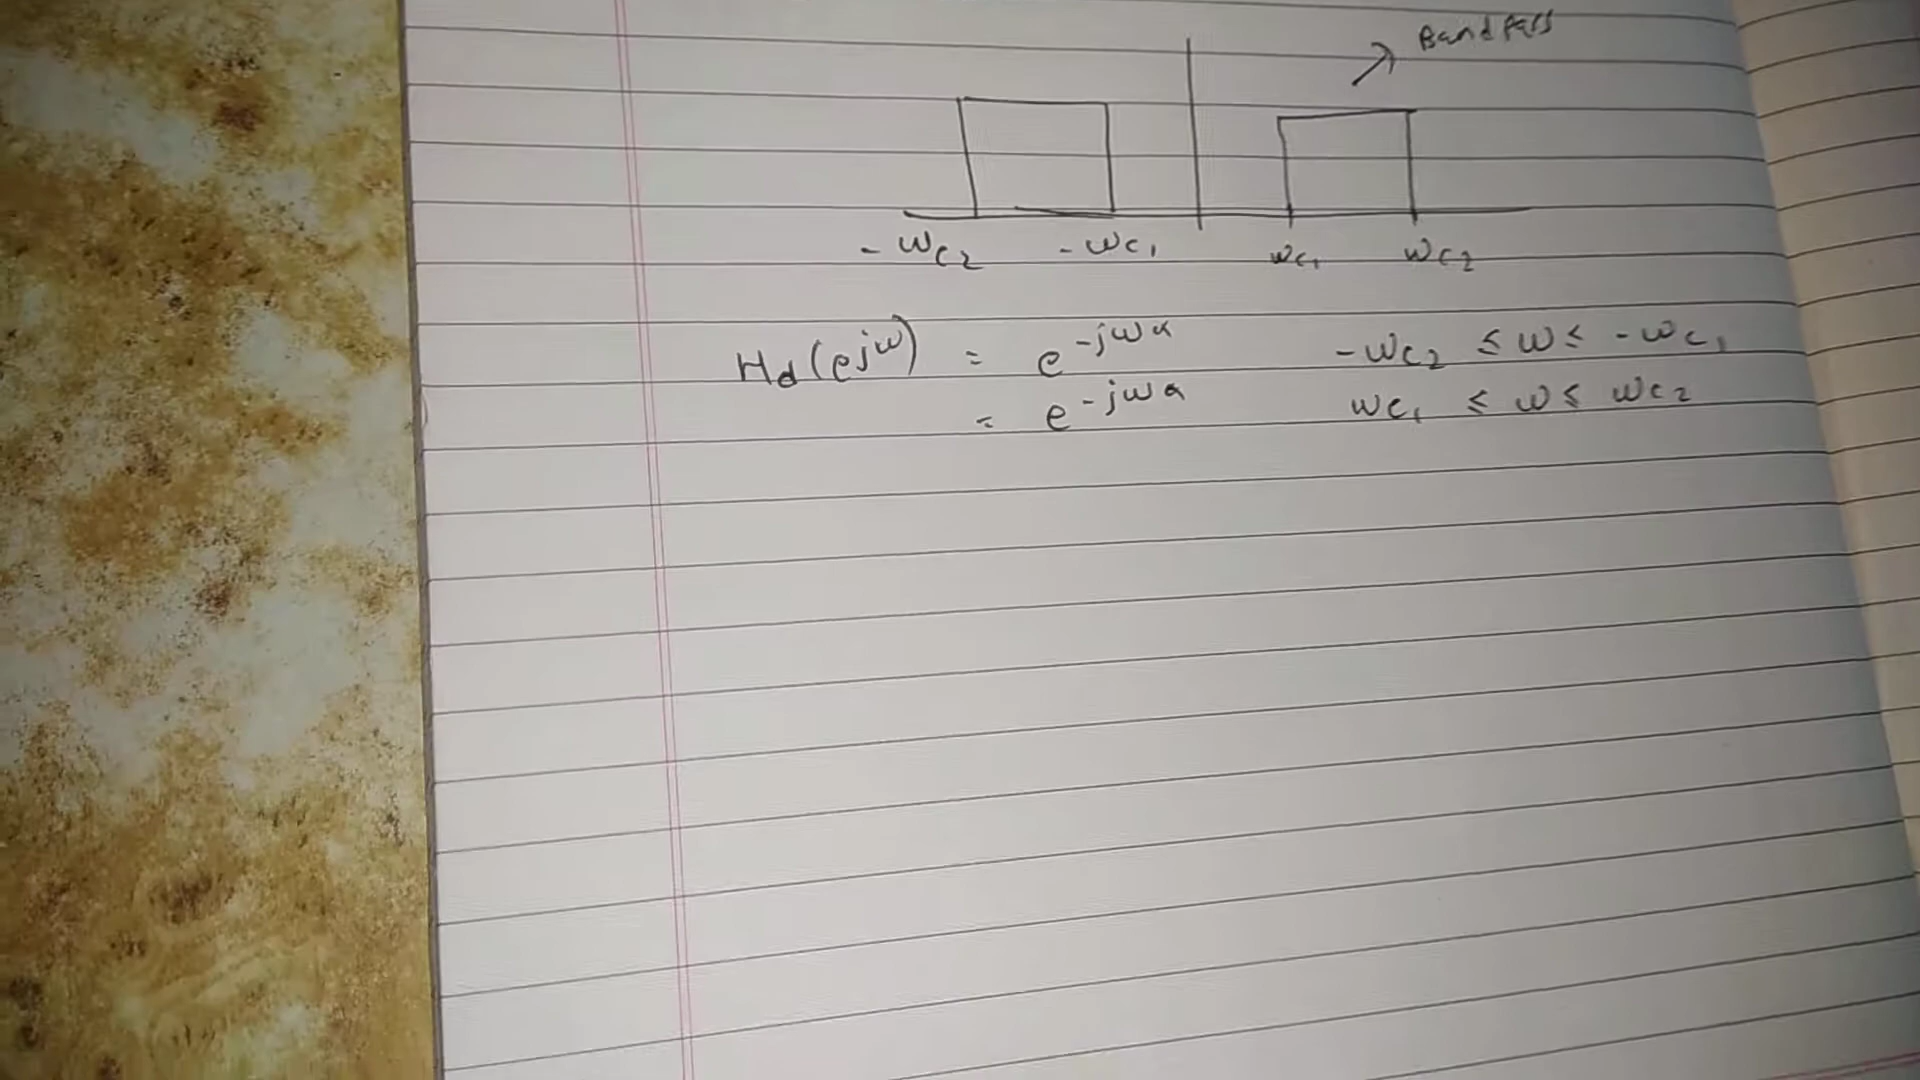 Band Pass
-ωc2 -ωc1 ωc1 ωc2
Hd(e^jω) = e^-jωα -ωc2 ≤ ω ≤ -ωc1
= e^-jωα ωc1 ≤ ω ≤ ωc2